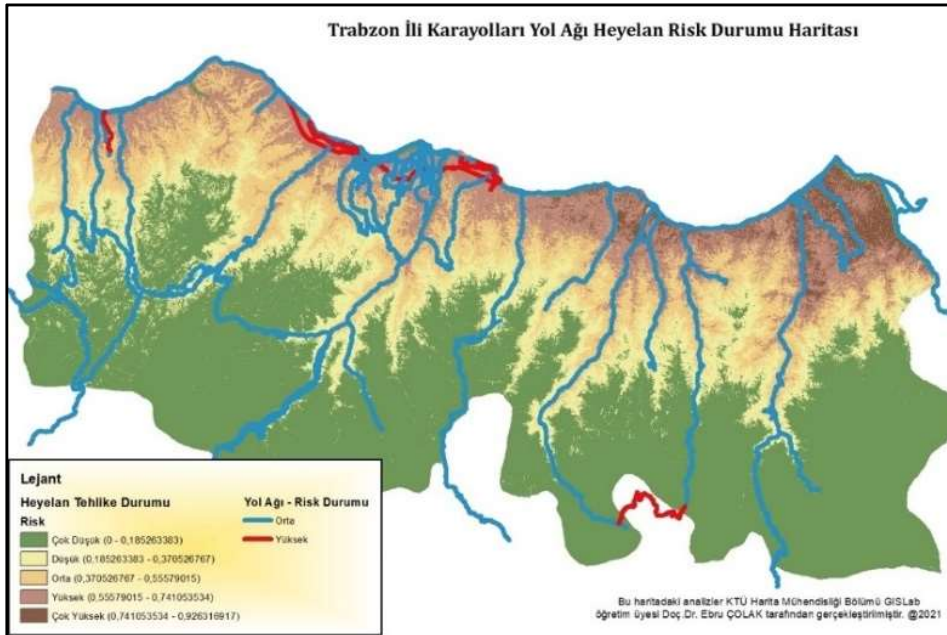 Trabzon İli Karayolları Yol Ağı Heyelan Risk Durumu Haritası
Lejant
Heyelan Tehlike Durumu
Risk
Çok Düşük (0 - 0,185263383)
Düşük (0,185263383 - 0,370526767)
Orta (0,370526767 - 0,55579015)
Yüksek (0,55579015 - 0,741053534)
Çok Yüksek (0,741053534 - 0,926316917)
Yol Ağı - Risk Durumu
Orta
Yüksek
Bu haritadaki analizler KTÜ Harita Mühendisliği Bölümü GISLab
öğretim üyesi Doç.Dr. Ebru ÇOLAK tarafından gerçekleştirilmiştir. @2021